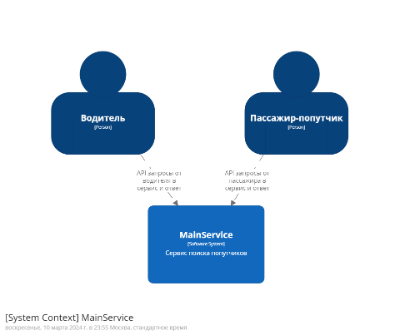 Водитель
[Person]
Пассажир-попутчик
[Person]
API запросы от
водителя в
сервис и ответ
API запросы от
пассажира в
сервис и ответ
MainService
[Software System]
Сервис поиска попутчиков
[System Context] MainService
воскресенье, 10 марта 2024 г. в 23:55 Москва, стандартное время